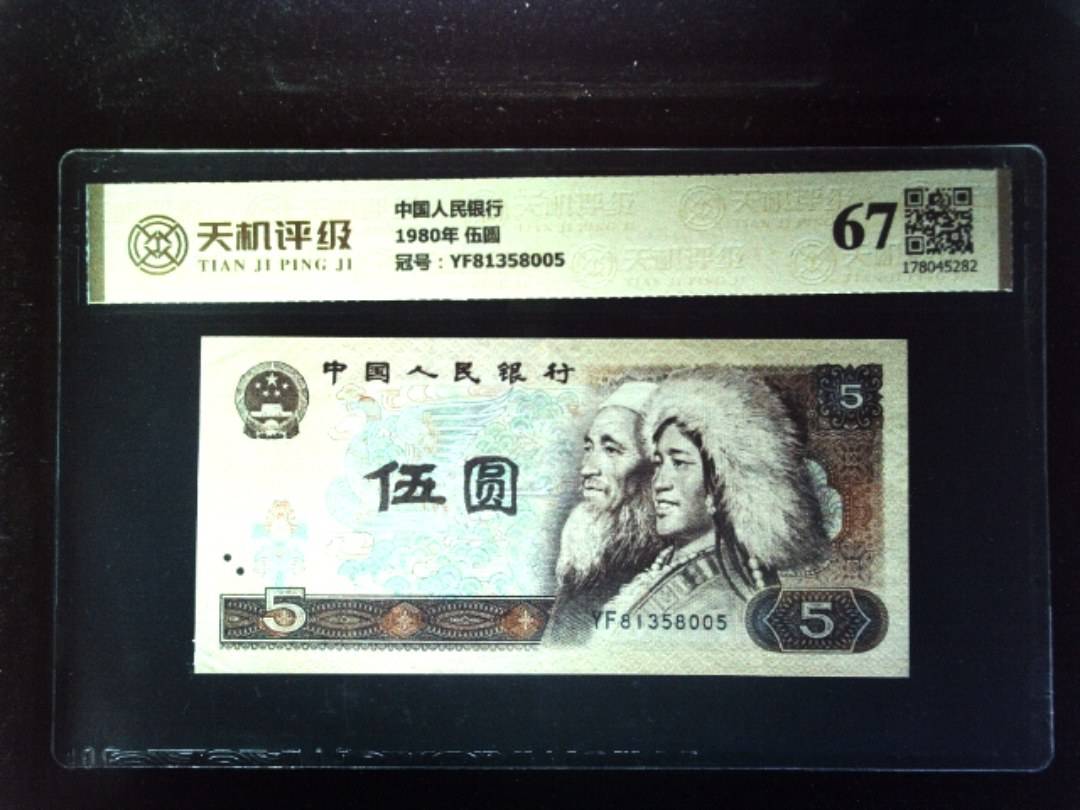 天机评级
TIAN JI PING JI
中国人民银行
1980年 伍圆
冠号：YF81358005
67
178045282
中国人民银行
5
伍圆
5
YF81358005
5